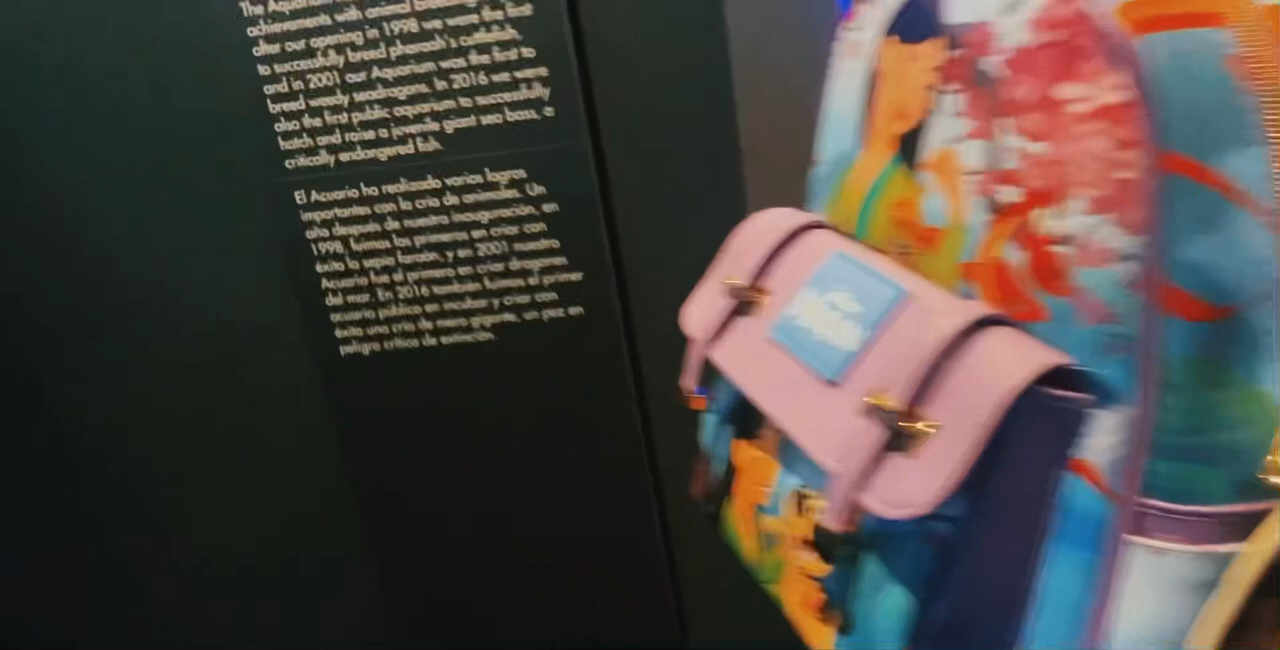 The Aquarium
achievements with animal
after our opening in 1998 we were the first
to successfully breed pharaoh's cuttlefish,
and in 2001 our Aquarium was the first to
breed weedy seadragons. In 2016 we were
also the first public aquarium to successfully
hatch and raise a juvenile giant sea bass, a
critically endangered fish.
El Acuario ha realizado varios logros
importantes con la cría de animales. Un
año después de nuestra inauguración, en
1998, fuimos los primeros en criar con
éxito la sepia faraón, y en 2001 nuestro
Acuario fue el primero en criar dragones
del mar. En 2016 también fuimos el primer
acuario público en incubar y criar con
éxito una cría de mero gigante, un pez en
peligro crítico de extinción.